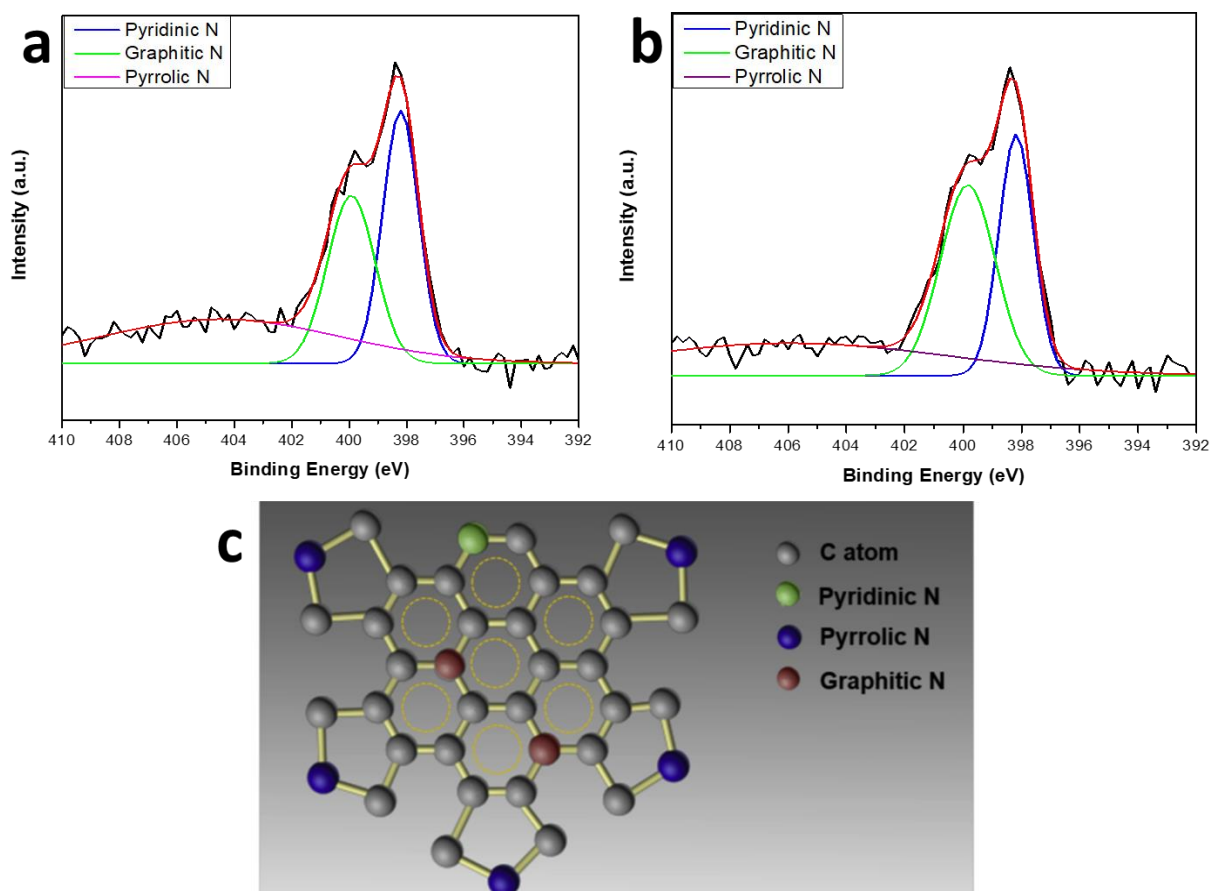 a
Pyridinic N
Graphitic N
Pyrrolic N
Intensity (a.u.)
410 408 406 404 402 400 398 396 394 392
Binding Energy (eV)
b
Pyridinic N
Graphitic N
Pyrrolic N
Intensity (a.u.)
410 408 406 404 402 400 398 396 394 392
Binding Energy (eV)
c
C atom
Pyridinic N
Pyrrolic N
Graphitic N